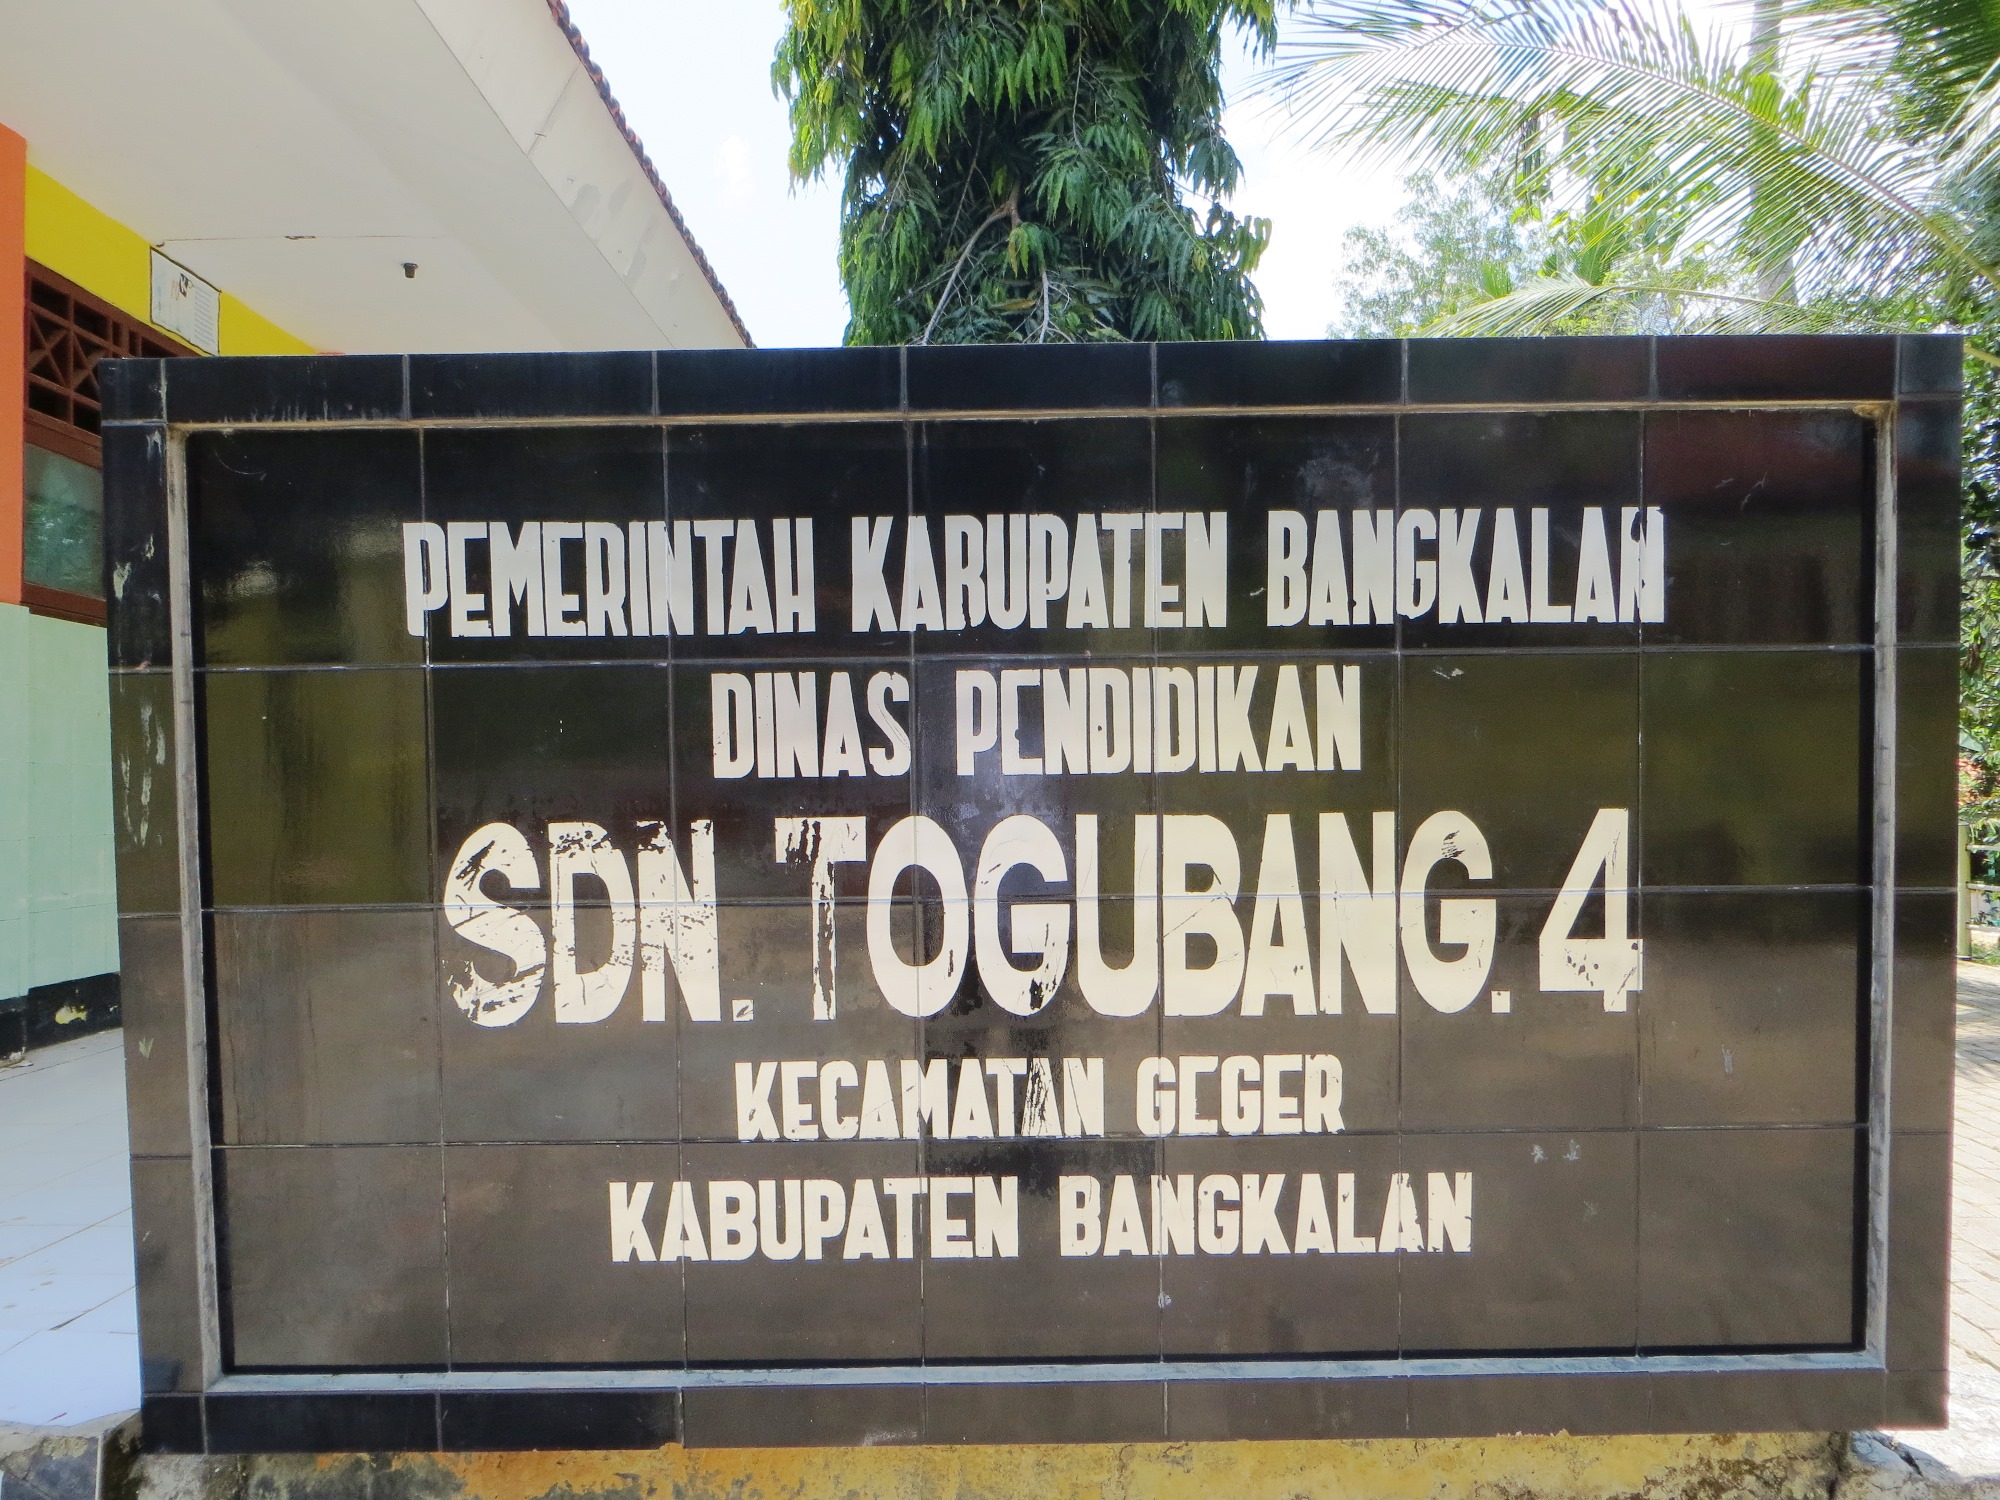 PEMERINTAH KABUPATEN BANGKALAN
DINAS PENDIDIKAN
SDN. TOGUBANG. 4
KECAMATAN GEGER
KABUPATEN BANGKALAN